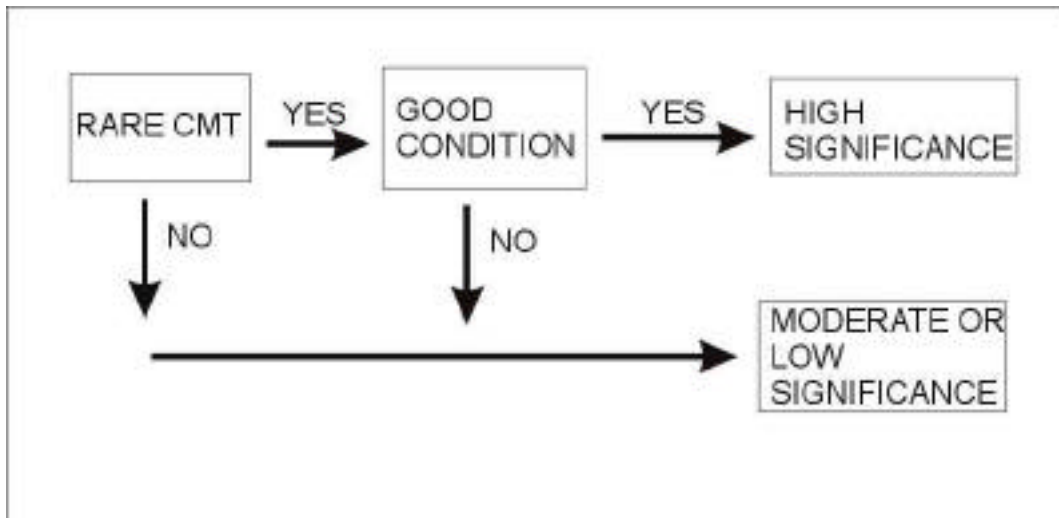 RARE CMT
YES
GOOD
CONDITION
YES
HIGH
SIGNIFICANCE
NO
NO
MODERATE OR
LOW
SIGNIFICANCE